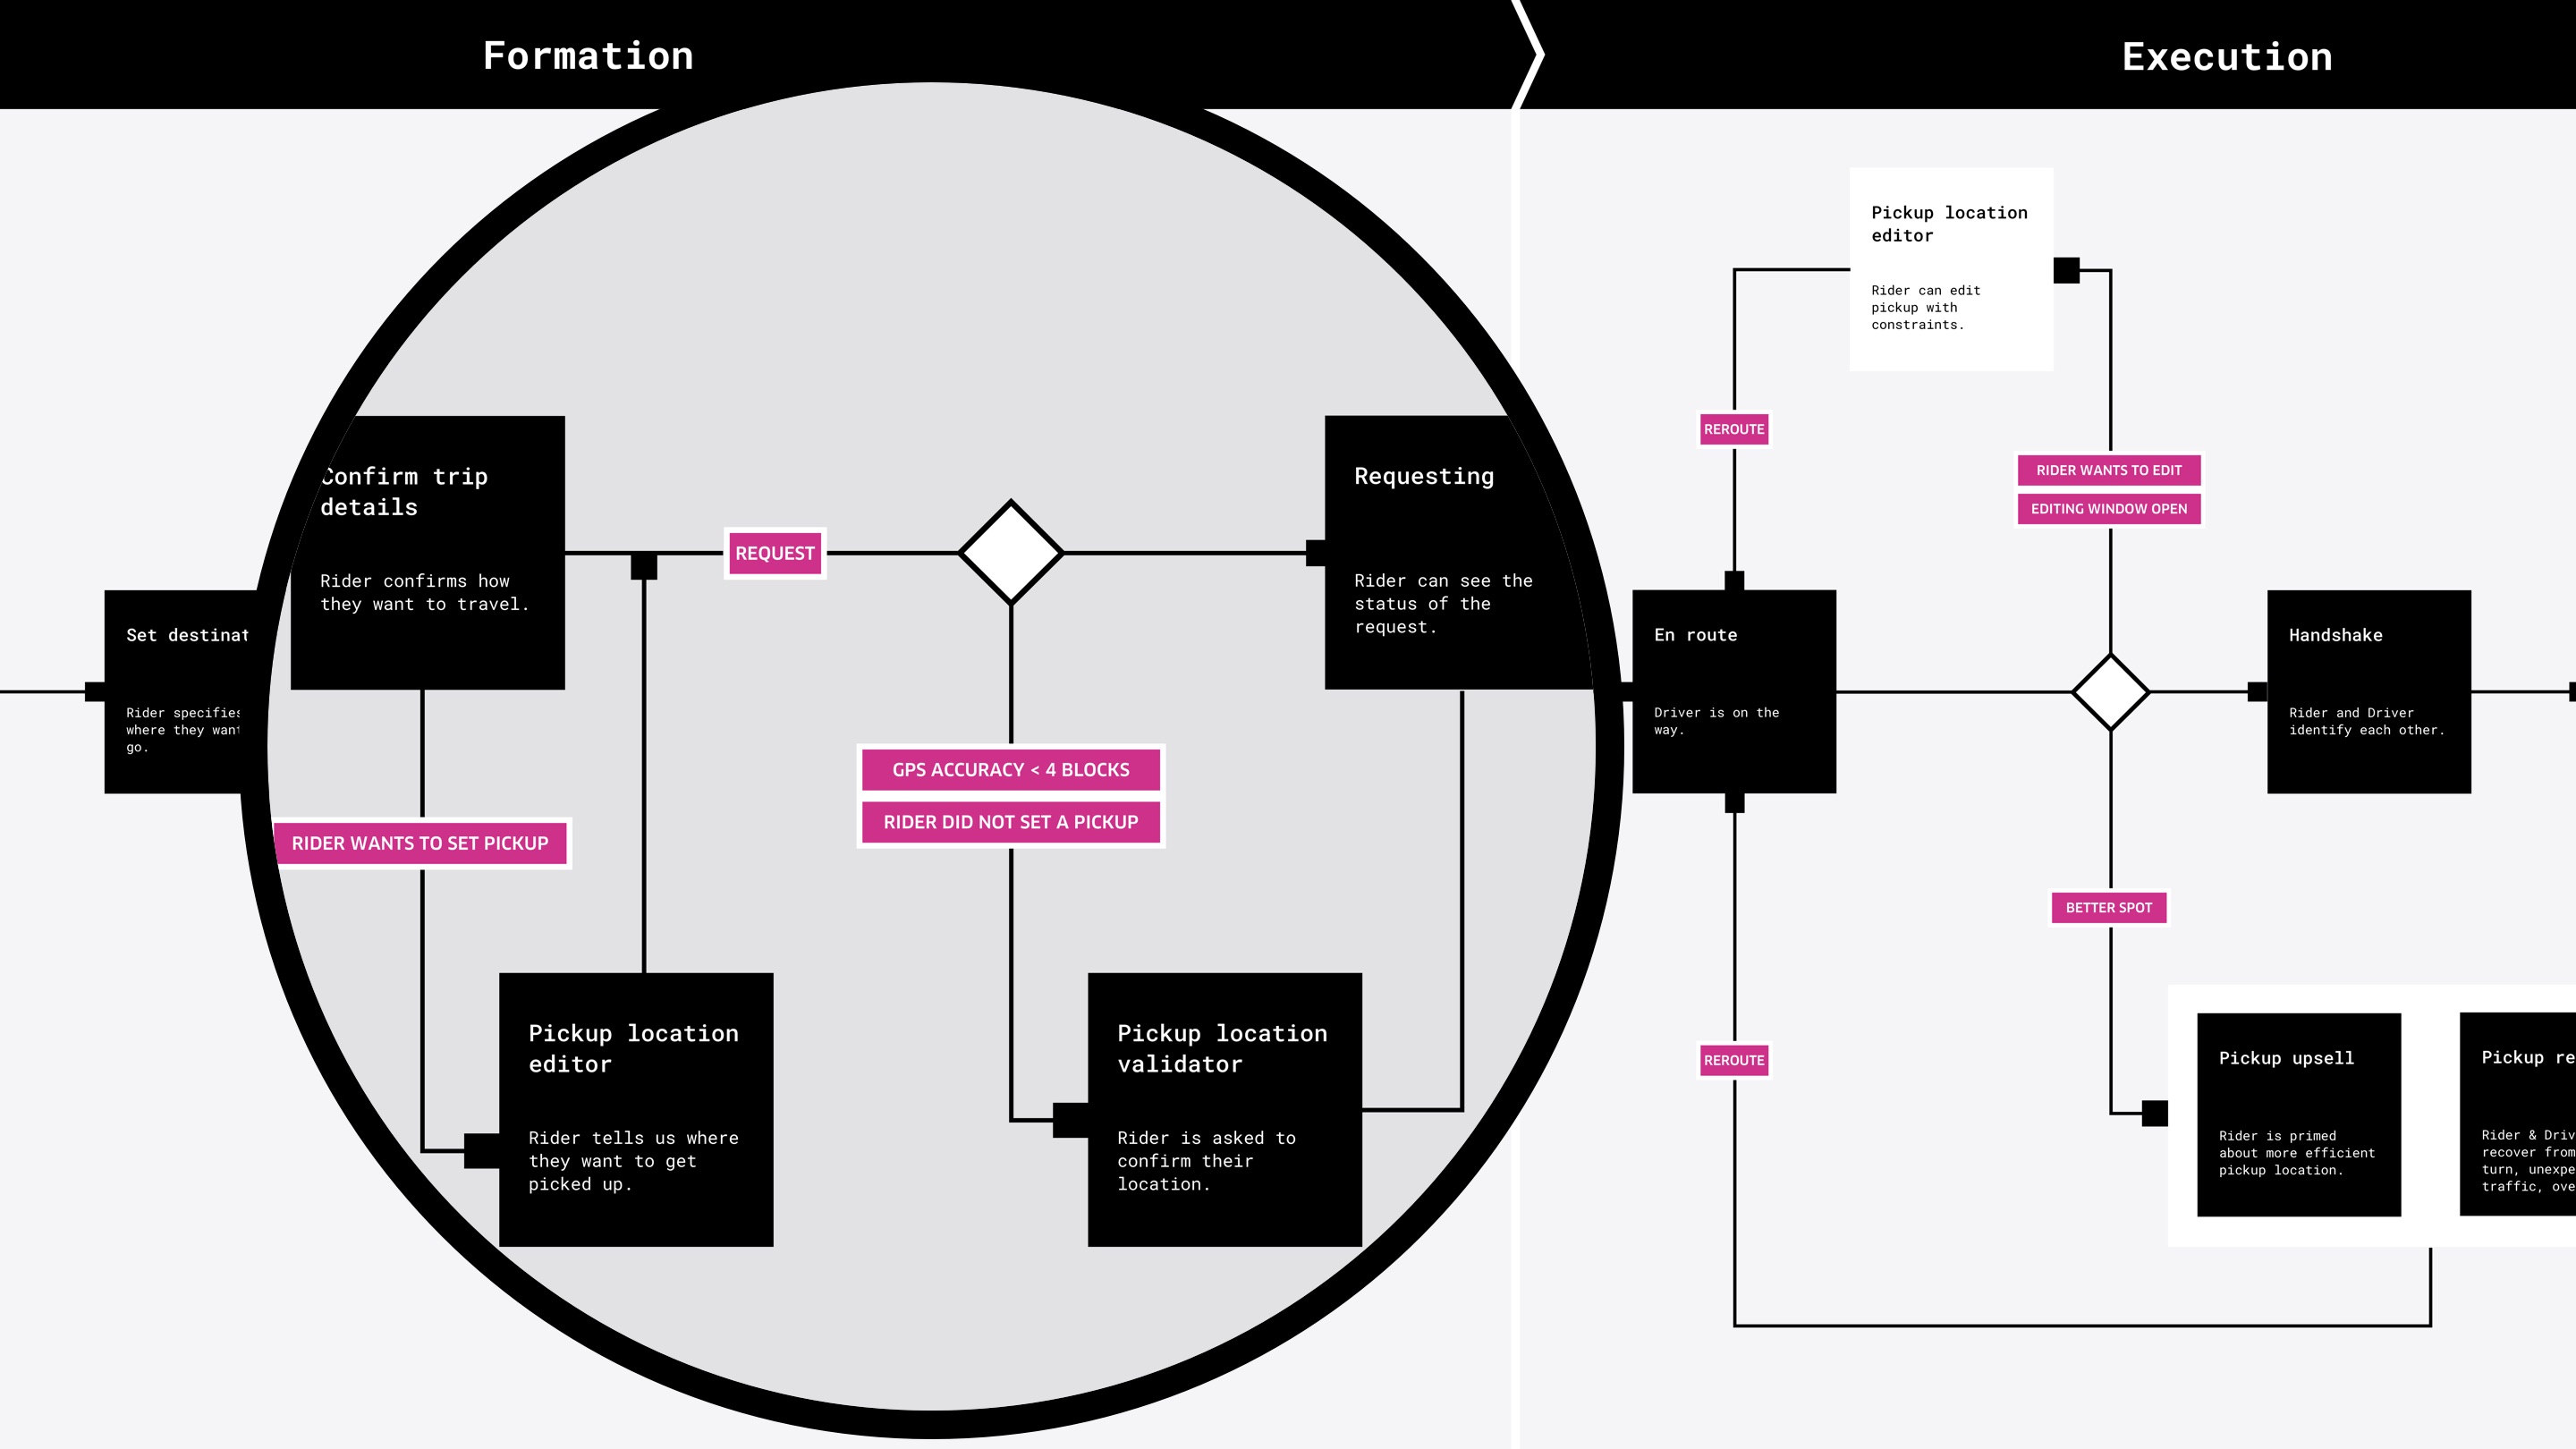 Formation
Execution
Set destinat
Rider specifies
where they want
go.
Confirm trip
details
Rider confirms how
they want to travel.
REQUEST
RIDER WANTS TO SET PICKUP
Pickup location
editor
Rider tells us where
they want to get
picked up.
GPS ACCURACY < 4 BLOCKS
RIDER DID NOT SET A PICKUP
Pickup location
validator
Rider is asked to
confirm their
location.
Requesting
Rider can see the
status of the
request.
Pickup location
editor
Rider can edit
pickup with
constraints.
REROUTE
RIDER WANTS TO EDIT
EDITING WINDOW OPEN
En route
Driver is on the
way.
Handshake
Rider and Driver
identify each other.
BETTER SPOT
REROUTE
Pickup upsell
Rider is primed
about more efficient
pickup location.
Pickup re
Rider & Driv
recover from
turn, unexpe
traffic, ove